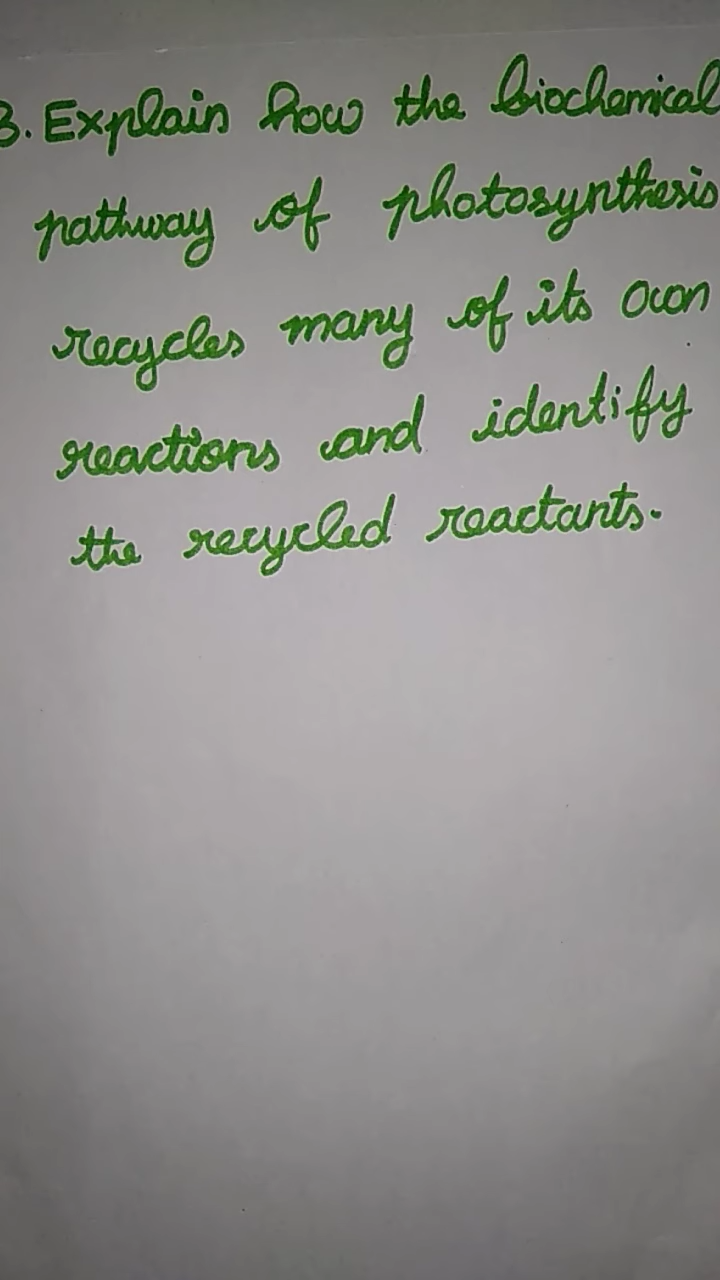 3. Explain how the biochemical
pathway of photosynthesis
recycles many of its own
reactions and identify
the recycled reactants.